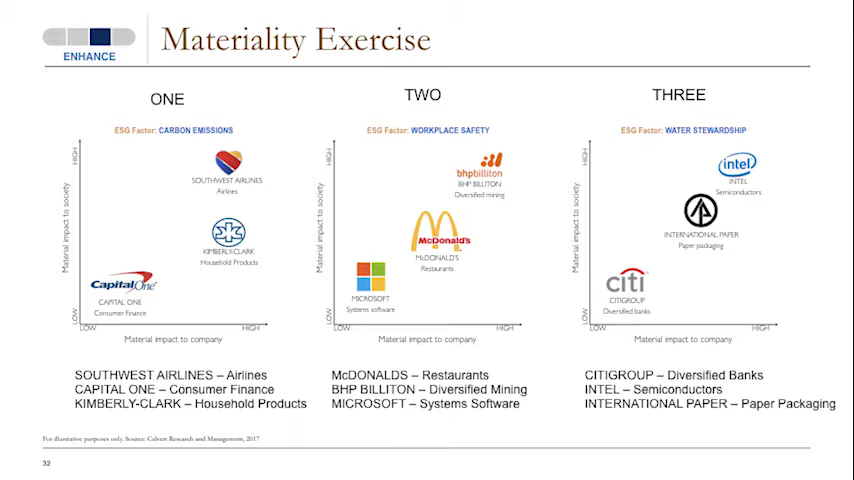 Materiality Exercise
ENHANCE
ONE
ESG Factor: CARBON EMISSIONS
HIGH
Material impact to society
LOW
SOUTHWEST AIRLINES
Airlines
KIMBERLY-CLARK
Household Products
Capital One
CAPITAL ONE
Consumer Finance
LOW
HIGH
Material impact to company
SOUTHWEST AIRLINES – Airlines
CAPITAL ONE – Consumer Finance
KIMBERLY-CLARK – Household Products
TWO
ESG Factor: WORKPLACE SAFETY
HIGH
Material impact to society
LOW
bhpbilliton
BHP BILLITON
Diversified mining
McDonald's
McDONALD'S
Restaurants
MICROSOFT
Systems software
LOW
HIGH
Material impact to company
McDONALDS – Restaurants
BHP BILLITON – Diversified Mining
MICROSOFT – Systems Software
THREE
ESG Factor: WATER STEWARDSHIP
HIGH
Material impact to society
LOW
intel
INTEL
Semiconductors
INTERNATIONAL PAPER
Paper packaging
citi
CITIGROUP
Diversified banks
LOW
HIGH
Material impact to company
CITIGROUP – Diversified Banks
INTEL – Semiconductors
INTERNATIONAL PAPER – Paper Packaging
For illustrative purposes only. Source: Calvert Research and Management, 2017
32